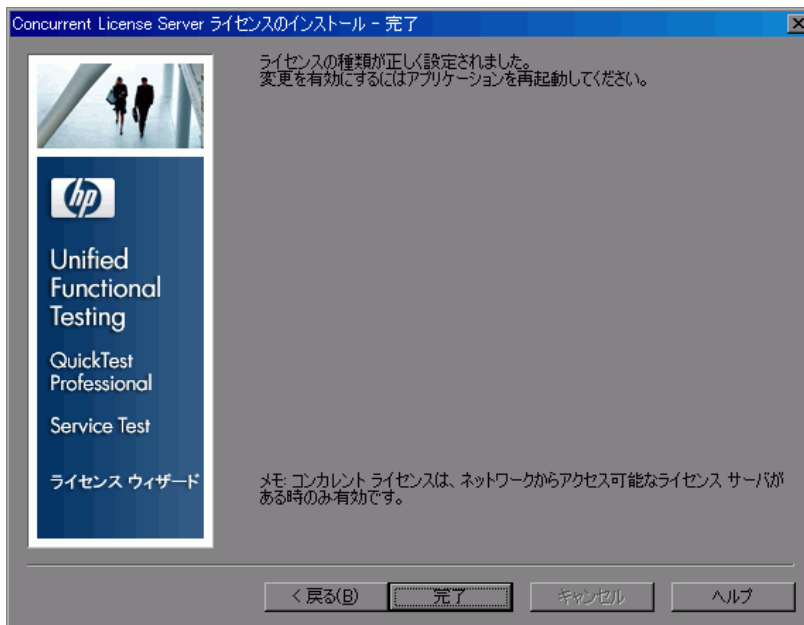 Concurrent License Server ライセンスのインストール - 完了
ライセンスの種類が正しく設定されました。
変更を有効にするにはアプリケーションを再起動してください。
hp
Unified
Functional
Testing
QuickTest
Professional
Service Test
ライセンス ウィザード
メモ: コンカレント ライセンスは、ネットワークからアクセス可能なライセンス サーバが
ある時のみ有効です。
< 戻る(B)
完了
キャンセル
ヘルプ